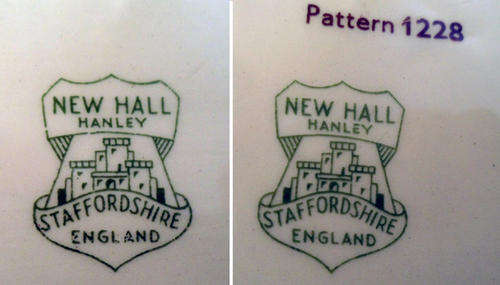 NEW HALL
HANLEY
STAFFORDSHIRE
ENGLAND
Pattern 1228
NEW HALL
HANLEY
STAFFORDSHIRE
ENGLAND